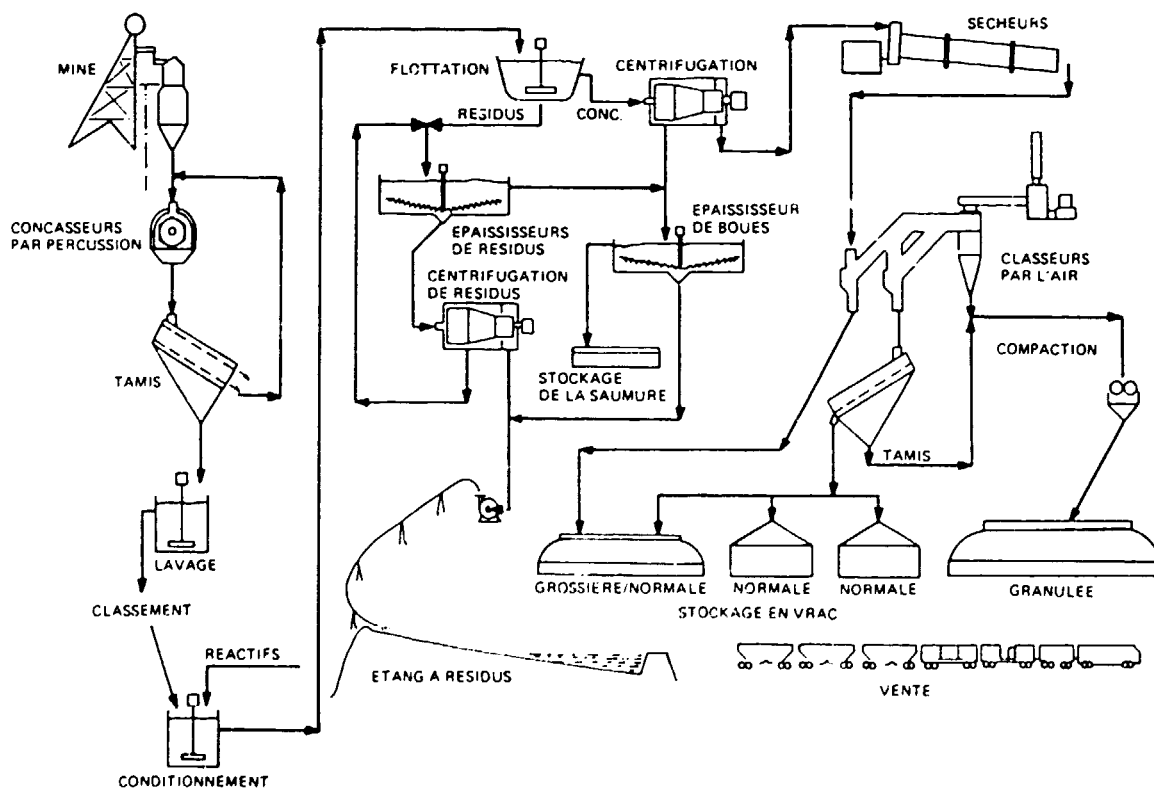 MINE
CONCASSEURS
PAR PERCUSSION
TAMIS
LAVAGE
CLASSEMENT
REACTIFS
CONDITIONNEMENT
FLOTTATION
RESIDUS
CONC.
CENTRIFUGATION
SECHEURS
EPAISSISSEURS
DE RESIDUS
CENTRIFUGATION
DE RESIDUS
EPAISSISSEUR
DE BOUES
STOCKAGE
DE LA SAUMURE
CLASSEURS
PAR L'AIR
COMPACTION
TAMIS
GROSSIERE/NORMALE
NORMALE
NORMALE
GRANULEE
STOCKAGE EN VRAC
ETANG A RESIDUS
VENTE